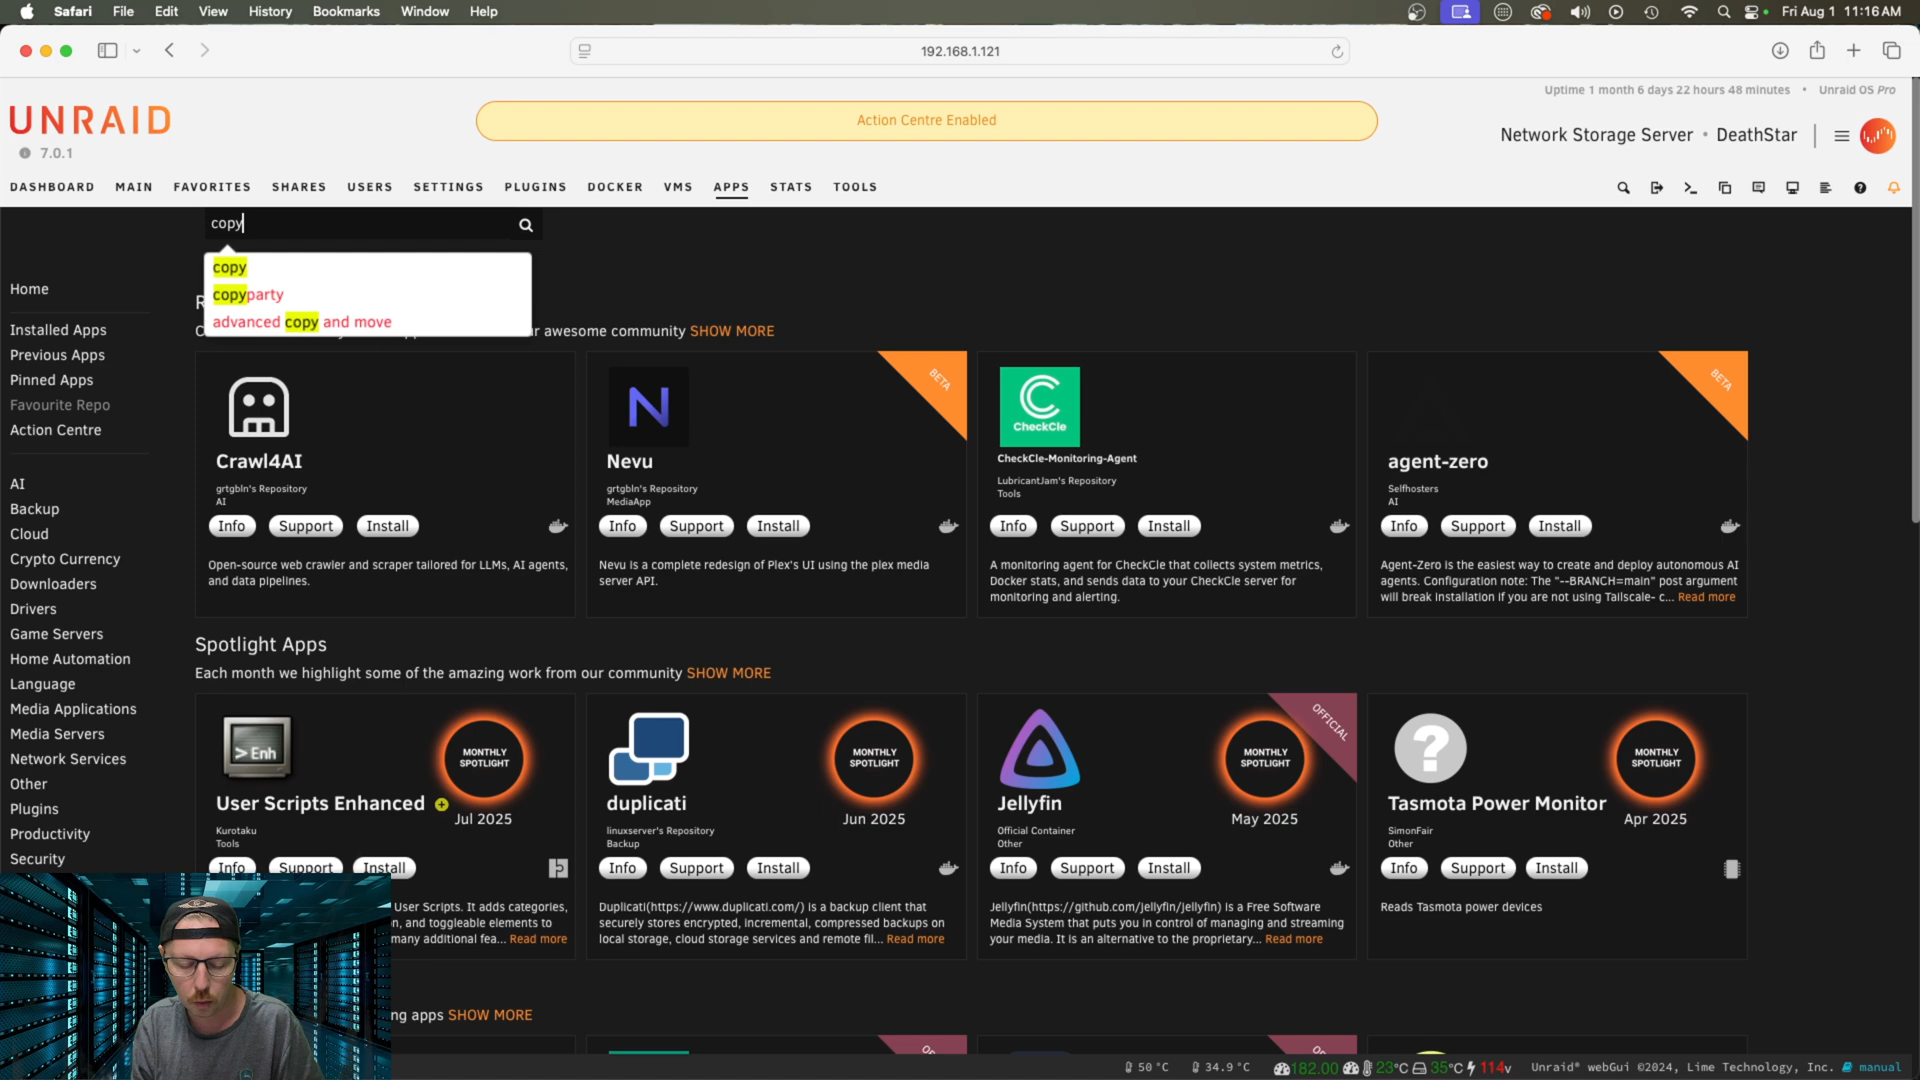 Safari File Edit View History Bookmarks Window Help
Fri Aug 1 11:16 AM
192.168.1.121
Uptime 1 month 6 days 22 hours 48 minutes • Unraid OS Pro
UNRAID
7.0.1
Action Centre Enabled
Network Storage Server • DeathStar
DASHBOARD MAIN FAVORITES SHARES USERS SETTINGS PLUGINS DOCKER VMS APPS STATS TOOLS
copy
copy
copyparty
advanced copy and move
r awesome community SHOW MORE
Home
Installed Apps
Previous Apps
Pinned Apps
Favourite Repo
Action Centre
AI
Backup
Cloud
Crypto Currency
Downloaders
Drivers
Game Servers
Home Automation
Language
Media Applications
Media Servers
Network Services
Other
Plugins
Productivity
Security
Crawl4AI
grtgbln's Repository
AI
Info Support Install
Open-source web crawler and scraper tailored for LLMs, AI agents,
and data pipelines.
BETA
Nevu
grtgbln's Repository
MediaApp
Info Support Install
Nevu is a complete redesign of Plex's UI using the plex media
server API.
CheckCle
CheckCle-Monitoring-Agent
LubricantJam's Repository
Tools
Info Support Install
A monitoring agent for CheckCle that collects system metrics,
Docker stats, and sends data to your CheckCle server for
monitoring and alerting.
BETA
agent-zero
Selfhosters
AI
Info Support Install
Agent-Zero is the easiest way to create and deploy autonomous AI
agents. Configuration note: The "--BRANCH=main" post argument
will break installation if you are not using Tailscale- c... Read more
Spotlight Apps
Each month we highlight some of the amazing work from our community SHOW MORE
>Enh
MONTHLY
SPOTLIGHT
User Scripts Enhanced
Jul 2025
Kurotaku
Tools
Info Support Install
User Scripts. It adds categories,
n, and toggleable elements to
many additional fea... Read more
MONTHLY
SPOTLIGHT
duplicati
Jun 2025
linuxserver's Repository
Backup
Info Support Install
Duplicati(https://www.duplicati.com/) is a backup client that
securely stores encrypted, incremental, compressed backups on
local storage, cloud storage services and remote fil... Read more
OFFICIAL
MONTHLY
SPOTLIGHT
Jellyfin
May 2025
Official Container
Other
Info Support Install
Jellyfin(https://github.com/jellyfin/jellyfin) is a Free Software
Media System that puts you in control of managing and streaming
your media. It is an alternative to the proprietary... Read more
?
MONTHLY
SPOTLIGHT
Tasmota Power Monitor
Apr 2025
SimonFair
Other
Info Support Install
Reads Tasmota power devices
ng apps SHOW MORE
50 °C 34.9 °C 182.00 23°C 35°C 114v Unraid® webGui ©2024, Lime Technology, Inc. manual